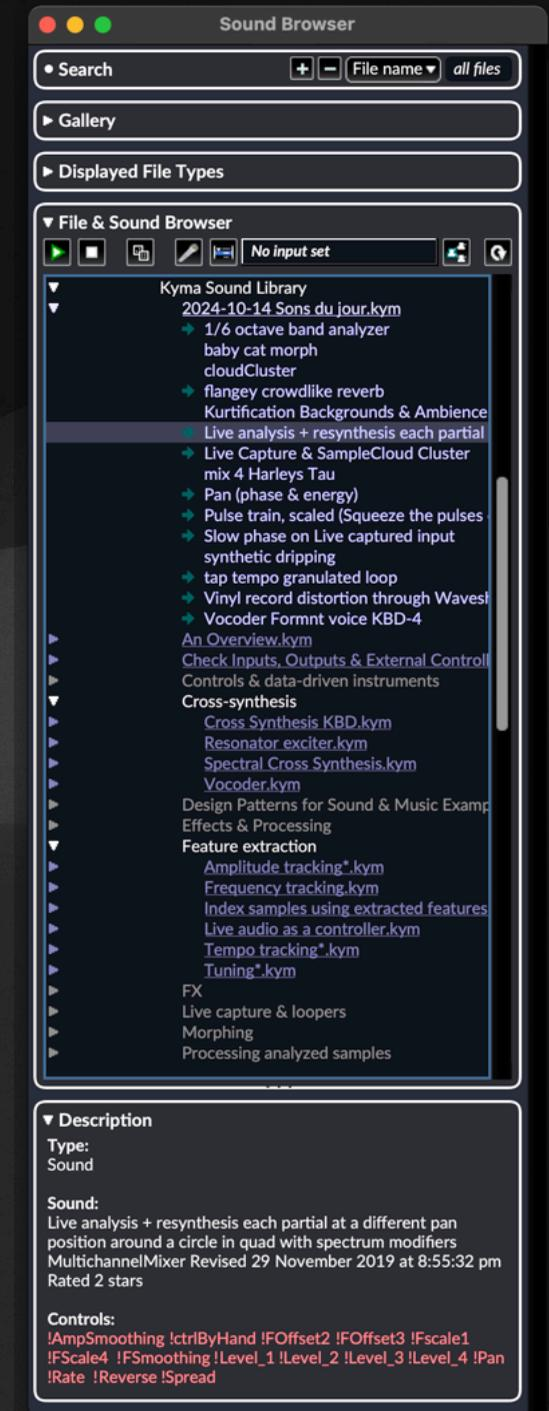 Sound Browser
Search
File name
all files
Gallery
Displayed File Types
File & Sound Browser
No input set
Kyma Sound Library
2024-10-14 Sons du jour.kym
1/6 octave band analyzer
baby cat morph
cloudCluster
flangey crowdlike reverb
Kurtification Backgrounds & Ambience
Live analysis + resynthesis each partial
Live Capture & SampleCloud Cluster
mix 4 Harleys Tau
Pan (phase & energy)
Pulse train, scaled (Squeeze the pulses
Slow phase on Live captured input
synthetic dripping
tap tempo granulated loop
Vinyl record distortion through Wavesh
Vocoder Formnt voice KBD-4
An Overview.kym
Check Inputs, Outputs & External Controll
Controls & data-driven instruments
Cross-synthesis
Cross Synthesis KBD.kym
Resonator exciter.kym
Spectral Cross Synthesis.kym
Vocoder.kym
Design Patterns for Sound & Music Examp
Effects & Processing
Feature extraction
Amplitude tracking*.kym
Frequency tracking.kym
Index samples using extracted features
Live audio as a controller.kym
Tempo tracking*.kym
Tuning*.kym
FX
Live capture & loopers
Morphing
Processing analyzed samples
Description
Type:
Sound
Sound:
Live analysis + resynthesis each partial at a different pan
position around a circle in quad with spectrum modifiers
MultichannelMixer Revised 29 November 2019 at 8:55:32 pm
Rated 2 stars
Controls:
!AmpSmoothing !ctrlByHand !FOffset2 !FOffset3 !Fscale1
!FScale4 !FSmoothing !Level_1 !Level_2 !Level_3 !Level_4 !Pan
!Rate !Reverse !Spread